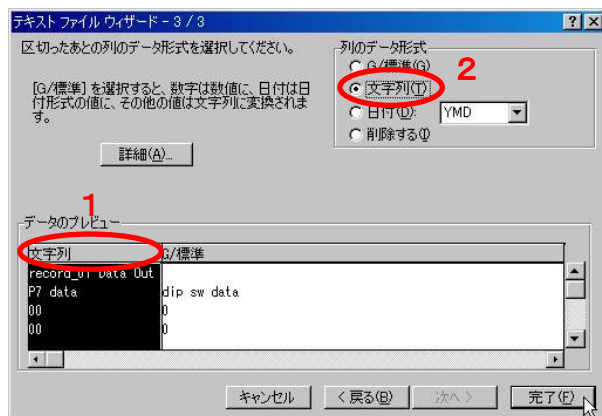 テキスト ファイル ウィザード - 3 / 3
区切ったあとの列のデータ形式を選択してください。
[G/標準] を選択すると、数字は数値に、日付は日
付形式の値に、その他の値は文字列に変換されま
す。
詳細(A)...
列のデータ形式
G/標準(G)
2
文字列(T)
日付(D):
YMD
削除する(I)
1
データのプレビュー
文字列 G/標準
record_01 Data Out
P7 data dip sw data
00 0
00 0
キャンセル
< 戻る(B)
次へ >
完了(F)